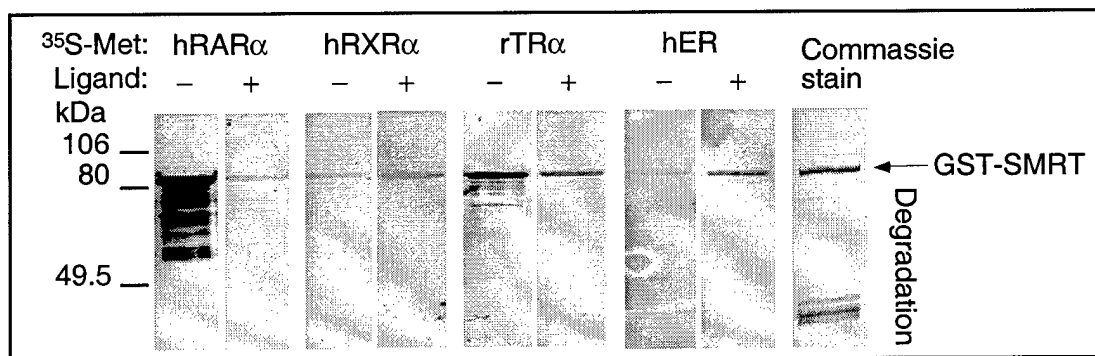 ³⁵S-Met: hRARα hRXRα rTRα hER Commassie
Ligand: − + − + − + − + stain
kDa
106
80
GST-SMRT
49.5
Degradation